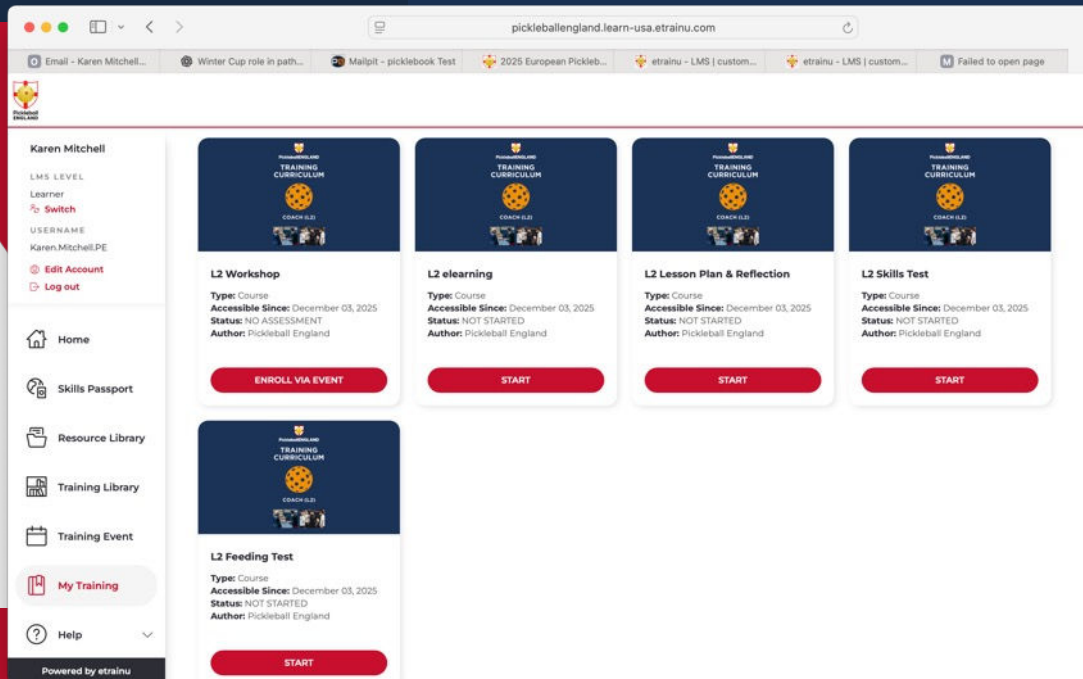 pickleballengland.learn-usa.etrainu.com
Email - Karen Mitchell...
Winter Cup role in path...
Mailpit - picklebook Test
2025 European Pickleb...
etrainu - LMS | custom...
etrainu - LMS | custom...
Failed to open page
Pickleball
ENGLAND
Karen Mitchell
LMS LEVEL
Learner
Switch
USERNAME
Karen.Mitchell.PE
Edit Account
Log out
Home
Skills Passport
Resource Library
Training Library
Training Event
My Training
Help
Powered by etrainu
PickleballENGLAND
TRAINING
CURRICULUM
COACH (L2)
L2 Workshop
Type: Course
Accessible Since: December 03, 2025
Status: NO ASSESSMENT
Author: Pickleball England
ENROLL VIA EVENT
PickleballENGLAND
TRAINING
CURRICULUM
COACH (L2)
L2 elearning
Type: Course
Accessible Since: December 03, 2025
Status: NOT STARTED
Author: Pickleball England
START
PickleballENGLAND
TRAINING
CURRICULUM
COACH (L2)
L2 Lesson Plan & Reflection
Type: Course
Accessible Since: December 03, 2025
Status: NOT STARTED
Author: Pickleball England
START
PickleballENGLAND
TRAINING
CURRICULUM
COACH (L2)
L2 Skills Test
Type: Course
Accessible Since: December 03, 2025
Status: NOT STARTED
Author: Pickleball England
START
PickleballENGLAND
TRAINING
CURRICULUM
COACH (L2)
L2 Feeding Test
Type: Course
Accessible Since: December 03, 2025
Status: NOT STARTED
Author: Pickleball England
START